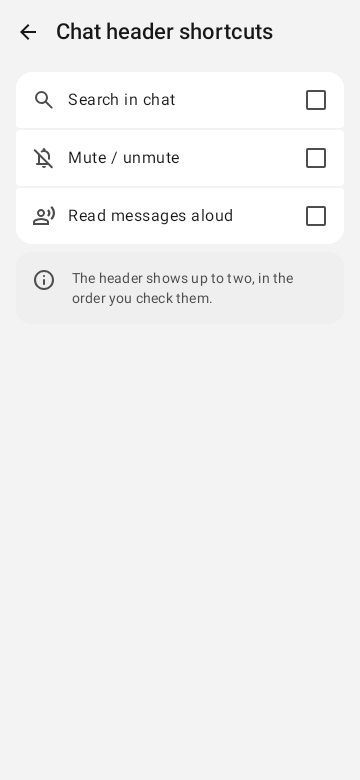 Chat header shortcuts
Search in chat
Mute / unmute
Read messages aloud
The header shows up to two, in the
order you check them.